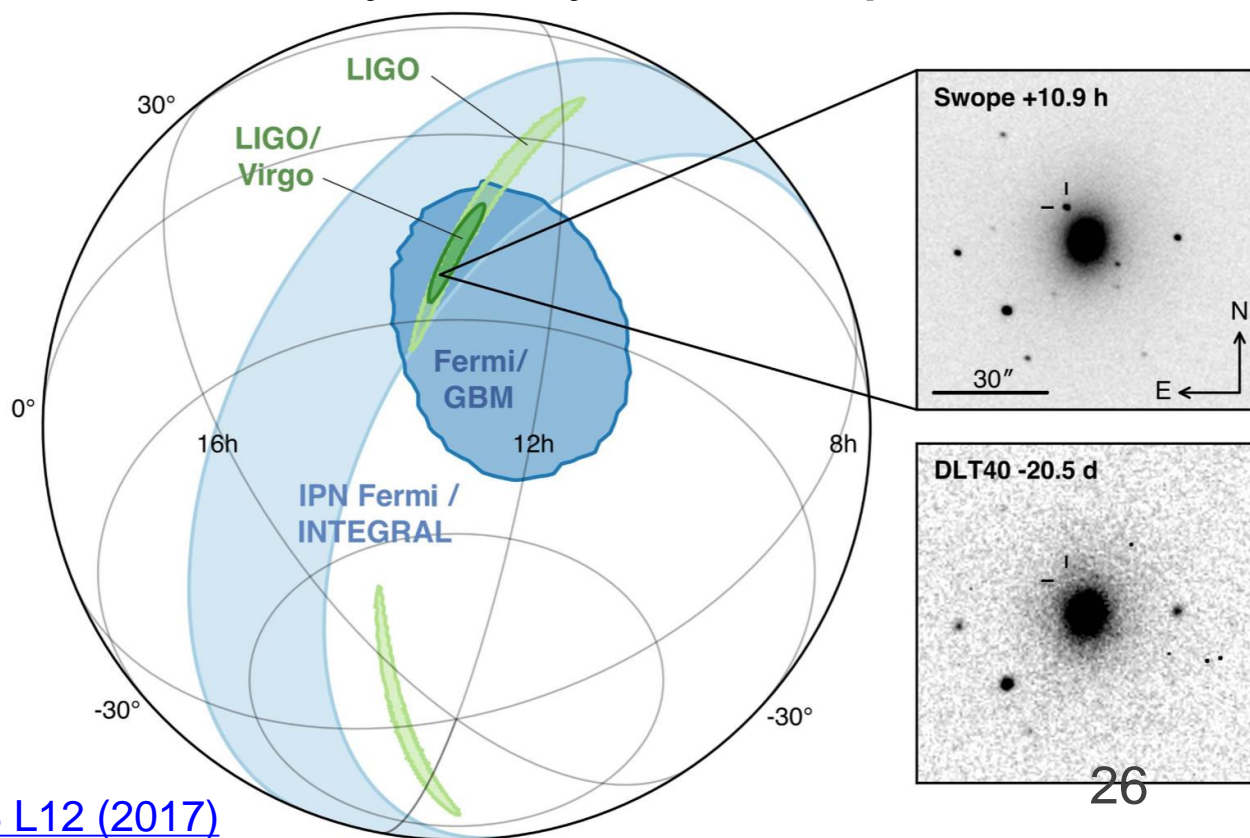 LIGO
30°
LIGO/
Virgo
Swope +10.9 h
N
E
30″
Fermi/
GBM
0°
16h
12h
8h
DLT40 -20.5 d
IPN Fermi /
INTEGRAL
-30°
-30°
26
L12 (2017)